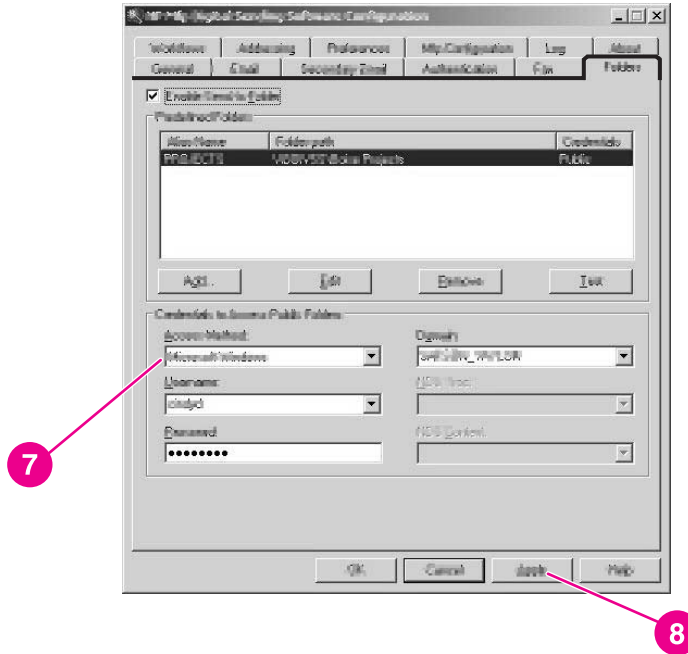 HP Mfp Digital Sending Software Configuration
Workflows Addressing Preferences Mfp Configuration Log About
General Email Secondary Email Authentication Fax Folders
Enable Send to Folder
Predefined Folders
Alias Name Folder path Credentials
PROJECTS Projects Public
Add... Edit Remove Test
Credentials to Access Public Folders
Access Method: Domain:
Microsoft Windows
Username: NDS Tree:
cindyd
Password: NDS Context:
••••••••
7
OK Cancel Apply Help
8